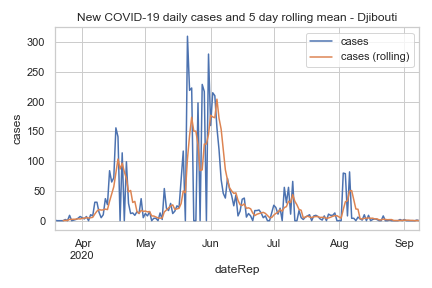 New COVID-19 daily cases and 5 day rolling mean - Djibouti
cases
cases (rolling)
300
250
200
150
100
50
0
cases
Apr
2020
May
Jun
Jul
Aug
Sep
dateRep